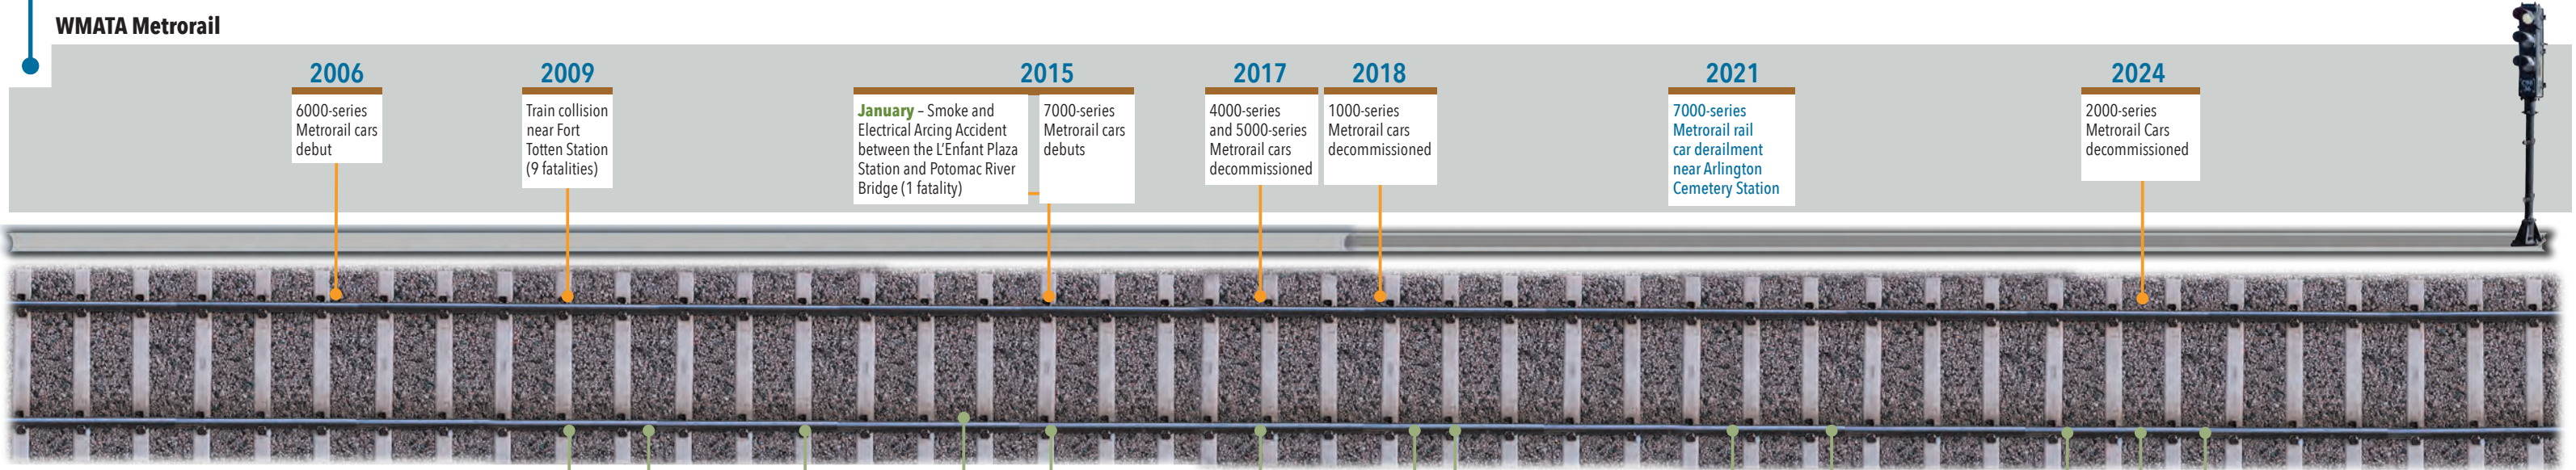 WMATA Metrorail
2006
6000-series
Metrorail cars
debut
2009
Train collision
near Fort
Totten Station
(9 fatalities)
2015
January – Smoke and
Electrical Arcing Accident
between the L’Enfant Plaza
Station and Potomac River
Bridge (1 fatality)
7000-series
Metrorail cars
debuts
2017
4000-series
and 5000-series
Metrorail cars
decommissioned
2018
1000-series
Metrorail cars
decommissioned
2021
7000-series
Metrorail rail
car derailment
near Arlington
Cemetery Station
2024
2000-series
Metrorail Cars
decommissioned